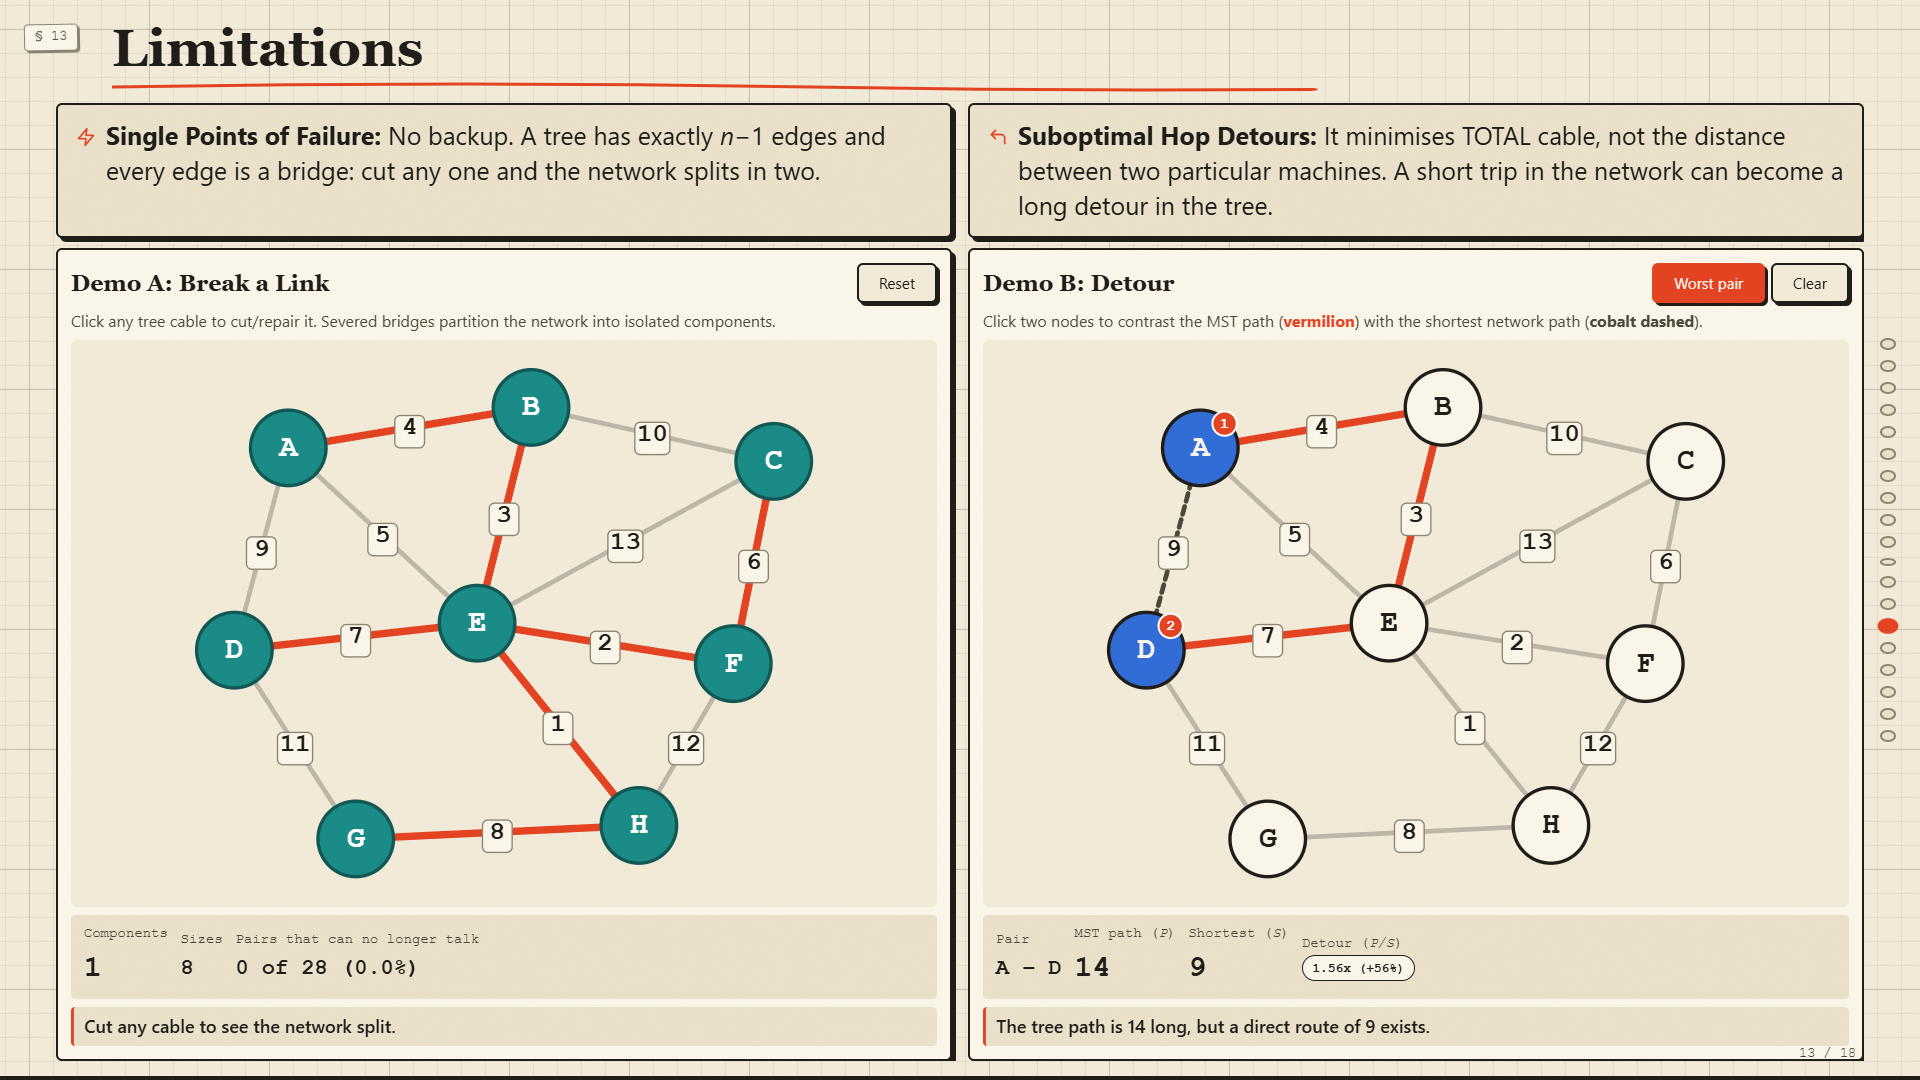 § 13
Limitations
Single Points of Failure: No backup. A tree has exactly n−1 edges and
every edge is a bridge: cut any one and the network splits in two.
Suboptimal Hop Detours: It minimises TOTAL cable, not the distance
between two particular machines. A short trip in the network can become a
long detour in the tree.
Demo A: Break a Link
Reset
Click any tree cable to cut/repair it. Severed bridges partition the network into isolated components.
B
4
10
A
C
3
5
13
9
6
E
7
2
D
F
1
11
12
H
8
G
Components
Sizes
Pairs that can no longer talk
1
8
0 of 28 (0.0%)
Cut any cable to see the network split.
Demo B: Detour
Worst pair
Clear
Click two nodes to contrast the MST path (vermilion) with the shortest network path (cobalt dashed).
B
1
4
10
A
C
3
5
13
9
6
E
2
7
2
D
F
1
11
12
H
8
G
Pair
MST path (P)
Shortest (S)
Detour (P/S)
A – D
14
9
1.56x (+56%)
The tree path is 14 long, but a direct route of 9 exists.
13 / 18